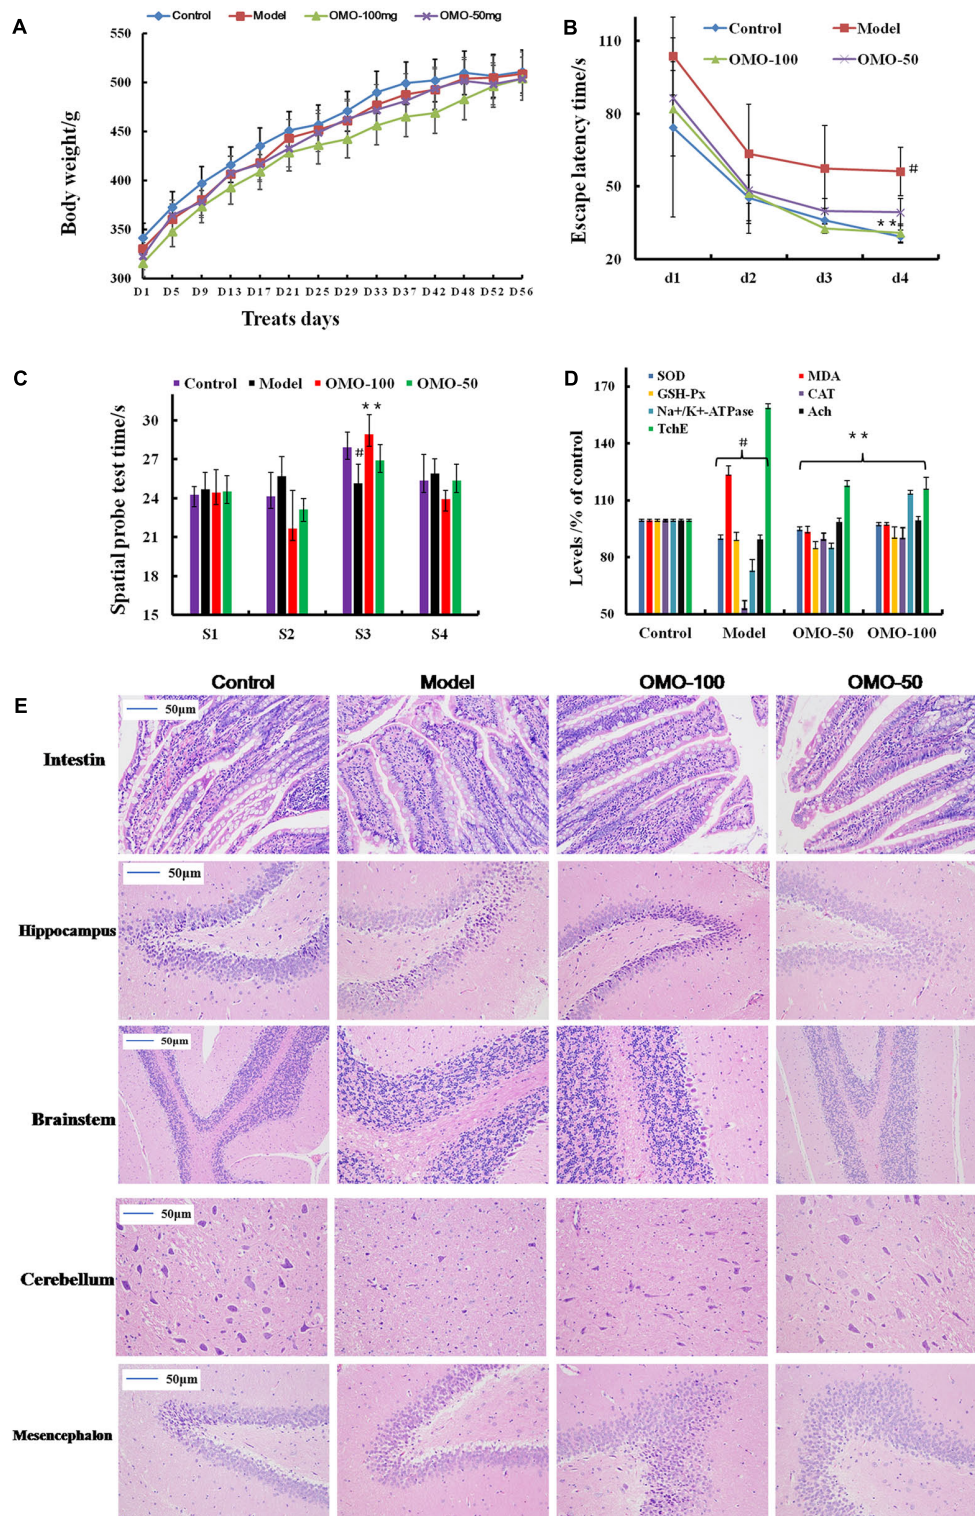 A
Control Model OMO-100mg OMO-50mg
550
500
450
400
350
300
Body weight/g
D1 D5 D9 D13 D17 D21 D25 D29 D33 D37 D42 D48 D52 D56
Treats days
B
Control Model
OMO-100 OMO-50
110
80
50
20
Escape latency time/s
#
**
d1 d2 d3 d4
C
Control Model OMO-100 OMO-50
30
27
24
21
18
15
Spatial probe test time/s
# **
S1 S2 S3 S4
D
SOD MDA
GSH-Px CAT
Na+/K+-ATPase Ach
TchE
170
140
110
80
50
Levels /% of control
#
**
Control Model OMO-50 OMO-100
E
Control Model OMO-100 OMO-50
50μm
Intestin
50μm
Hippocampus
50μm
Brainstem
50μm
Cerebellum
50μm
Mesencephalon